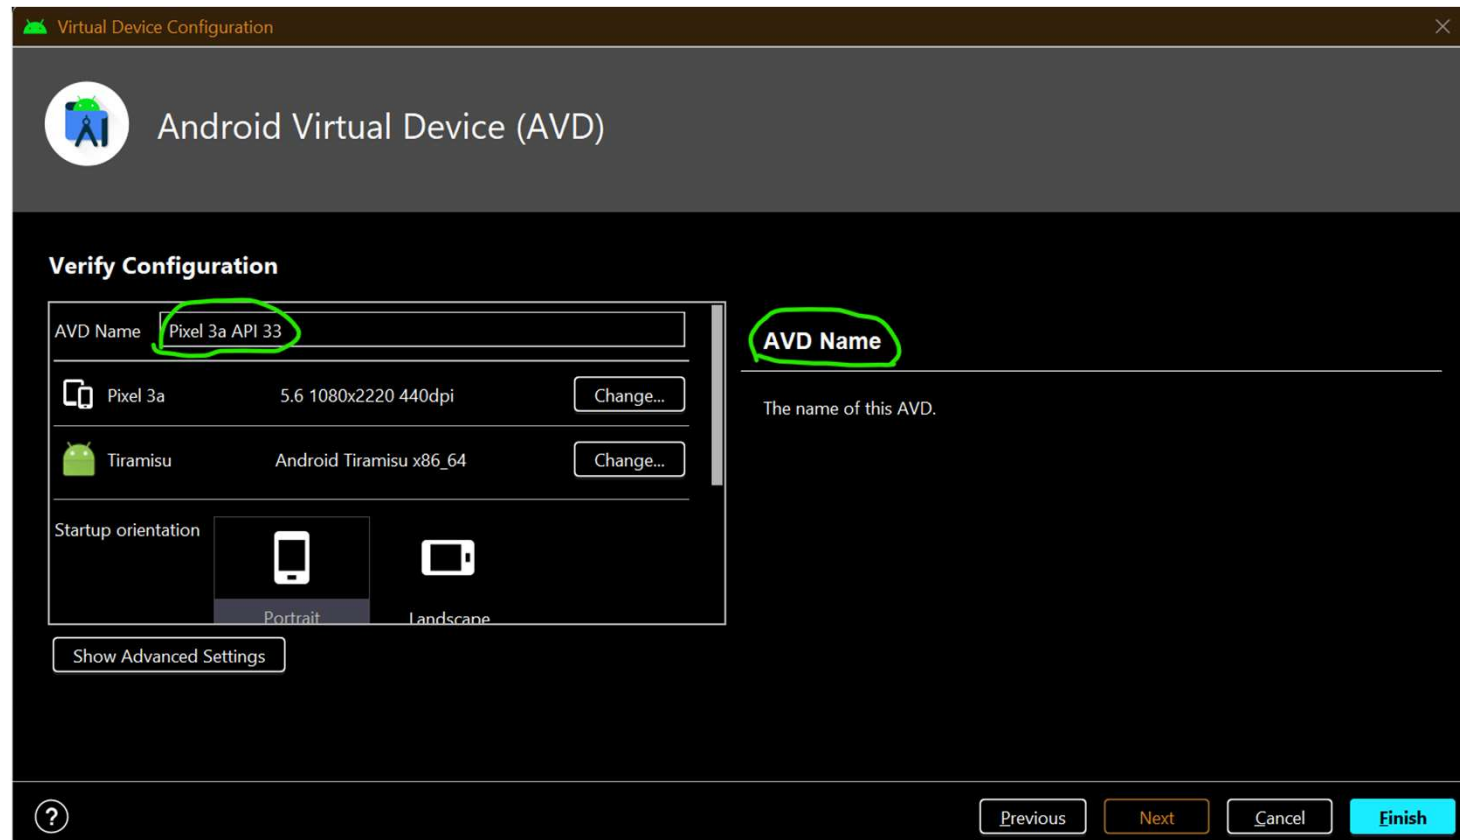 Virtual Device Configuration
Android Virtual Device (AVD)
Verify Configuration
AVD Name Pixel 3a API 33
Pixel 3a 5.6 1080x2220 440dpi Change...
Tiramisu Android Tiramisu x86_64 Change...
Startup orientation
Portrait Landscape
Show Advanced Settings
AVD Name
The name of this AVD.
? Previous Next Cancel Finish